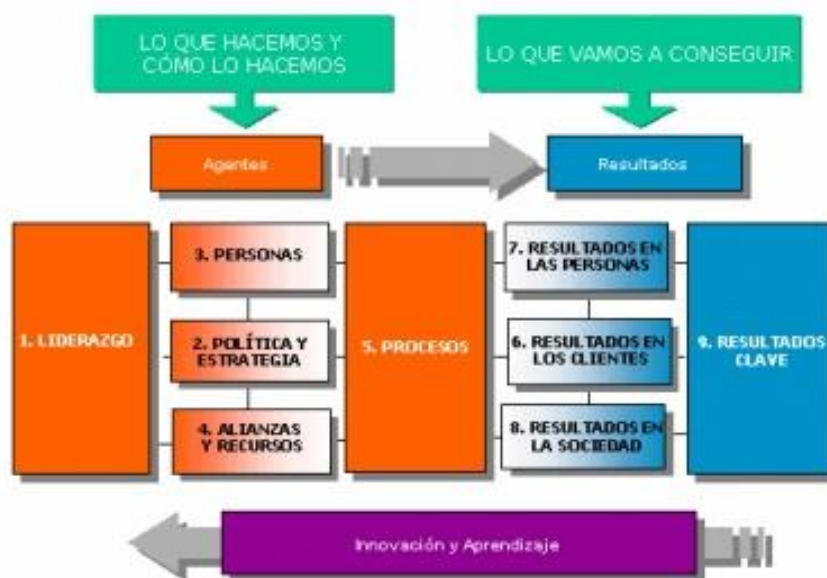 LO QUE HACEMOS Y
CÓMO LO HACEMOS
LO QUE VAMOS A CONSEGUIR
Agentes
Resultados
1. LIDERAZGO
3. PERSONAS
2. POLÍTICA Y
ESTRATEGIA
4. ALIANZAS
Y RECURSOS
5. PROCESOS
7. RESULTADOS EN
LAS PERSONAS
6. RESULTADOS EN
LOS CLIENTES
8. RESULTADOS EN
LA SOCIEDAD
9. RESULTADOS
CLAVE
Innovación y Aprendizaje